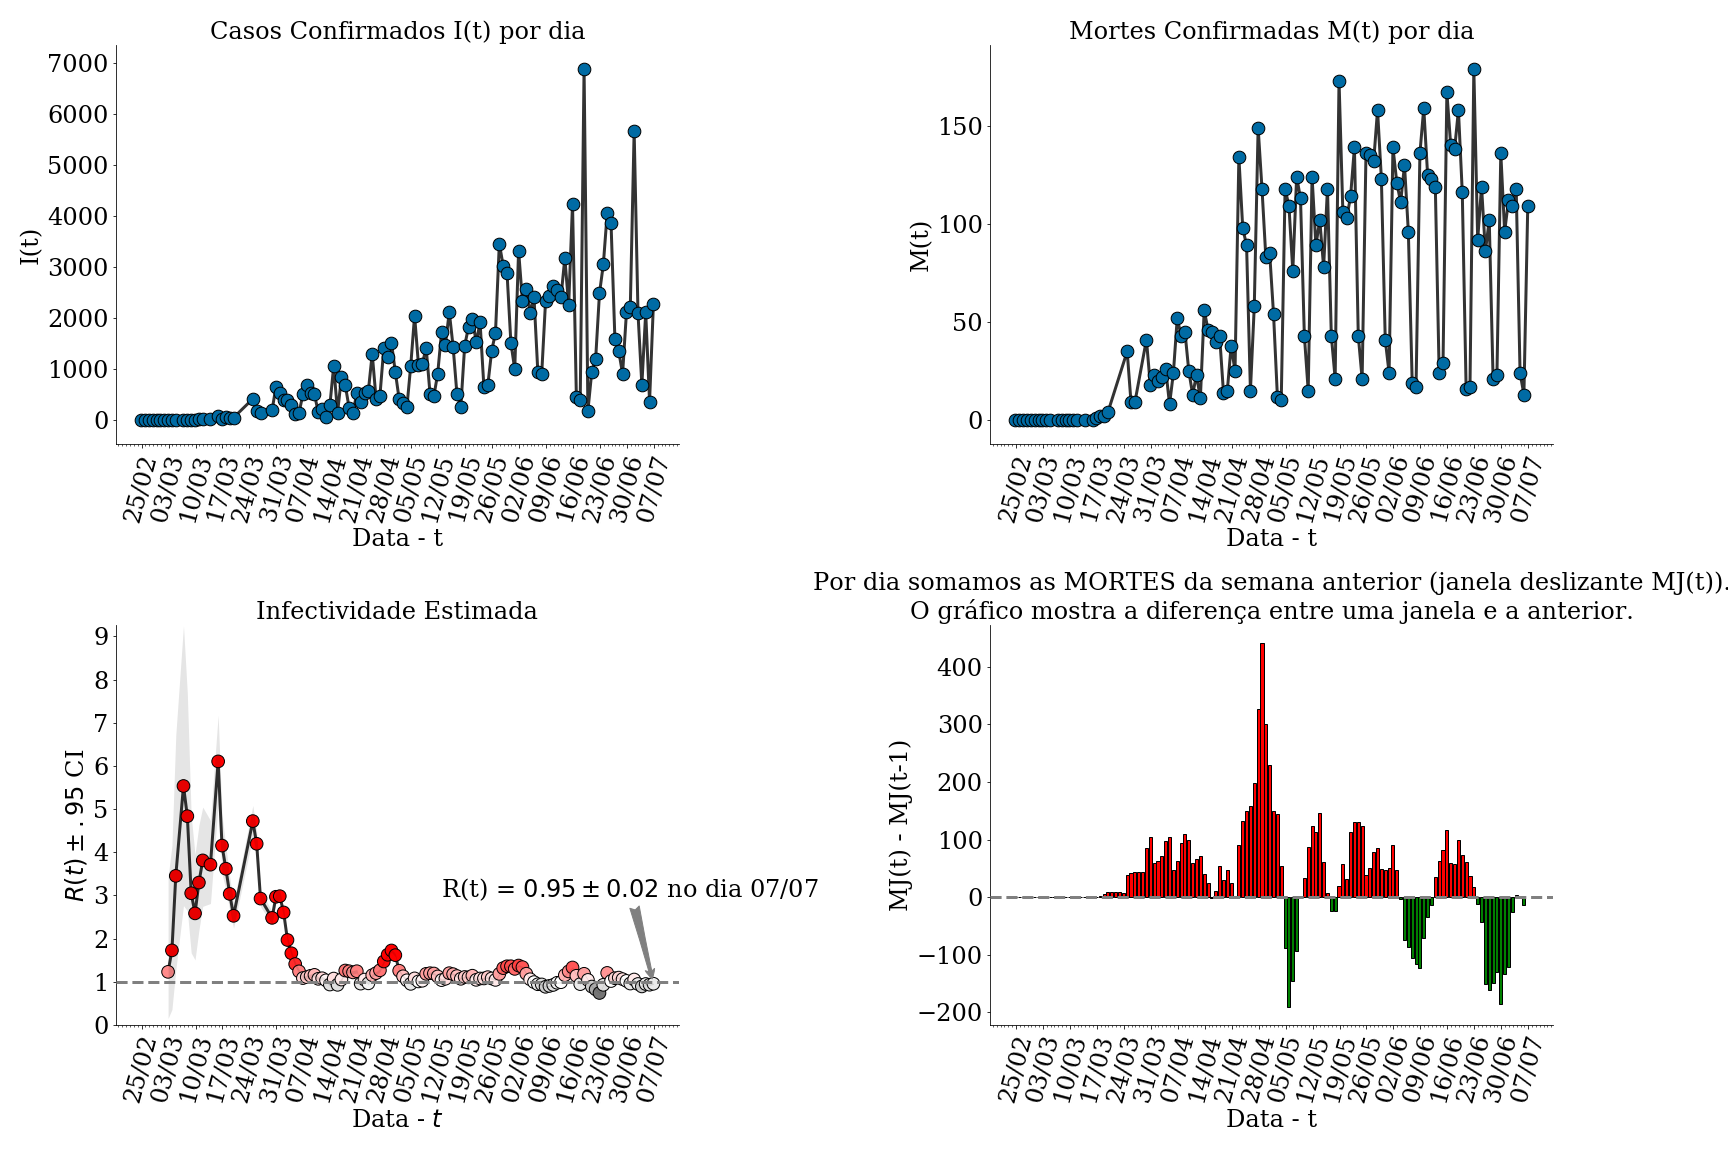 Casos Confirmados I(t) por dia
I(t)
7000
6000
5000
4000
3000
2000
1000
0
25/02 03/03 10/03 17/03 24/03 31/03 07/04 14/04 21/04 28/04 05/05 12/05 19/05 26/05 02/06 09/06 16/06 23/06 30/06 07/07
Data - t
Mortes Confirmadas M(t) por dia
M(t)
150
100
50
0
25/02 03/03 10/03 17/03 24/03 31/03 07/04 14/04 21/04 28/04 05/05 12/05 19/05 26/05 02/06 09/06 16/06 23/06 30/06 07/07
Data - t
Infectividade Estimada
R(t) ± .95 CI
9
8
7
6
5
4
3
2
1
0
R(t) = 0.95 ± 0.02 no dia 07/07
25/02 03/03 10/03 17/03 24/03 31/03 07/04 14/04 21/04 28/04 05/05 12/05 19/05 26/05 02/06 09/06 16/06 23/06 30/06 07/07
Data - t
Por dia somamos as MORTES da semana anterior (janela deslizante MJ(t)).
O gráfico mostra a diferença entre uma janela e a anterior.
MJ(t) - MJ(t-1)
400
300
200
100
0
−100
−200
25/02 03/03 10/03 17/03 24/03 31/03 07/04 14/04 21/04 28/04 05/05 12/05 19/05 26/05 02/06 09/06 16/06 23/06 30/06 07/07
Data - t